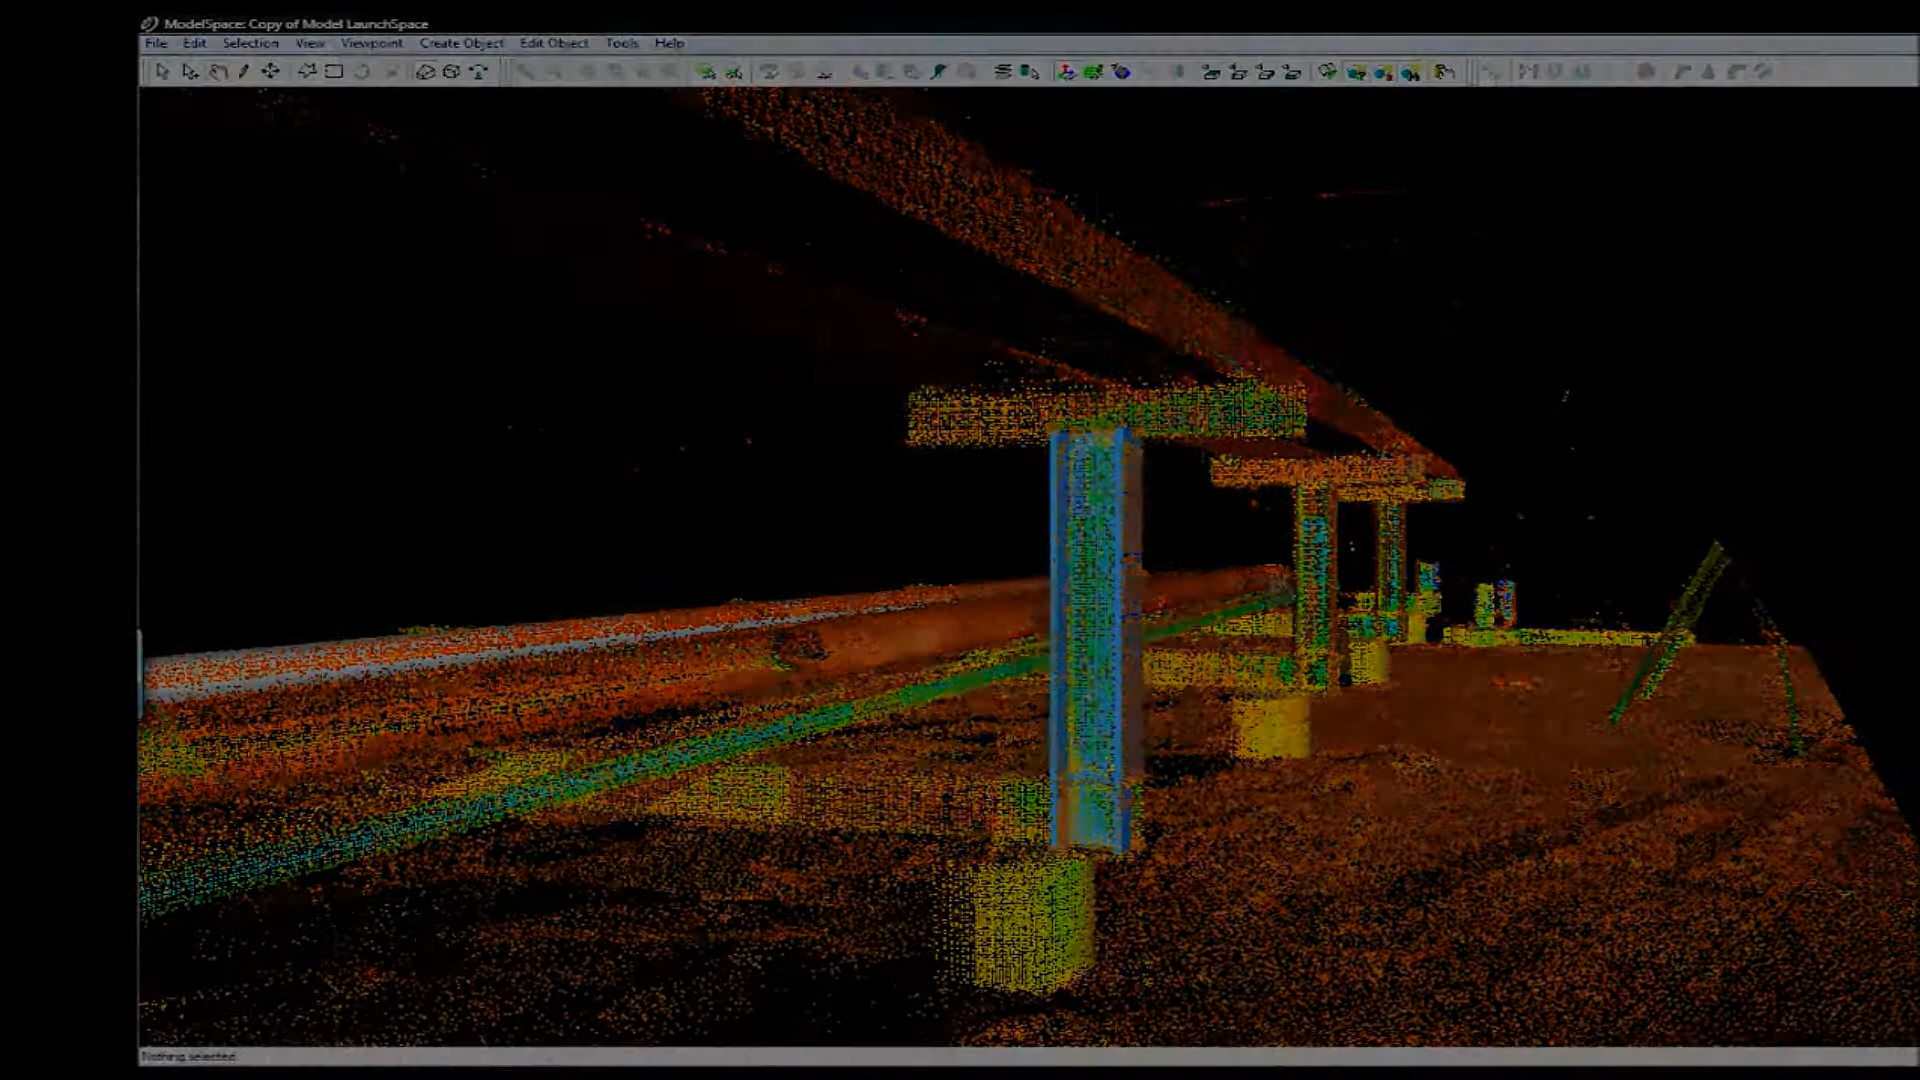 ModelSpace: Copy of Model LaunchSpace
File Edit Selection View Viewpoint Create Object Edit Object Tools Help
Nothing selected